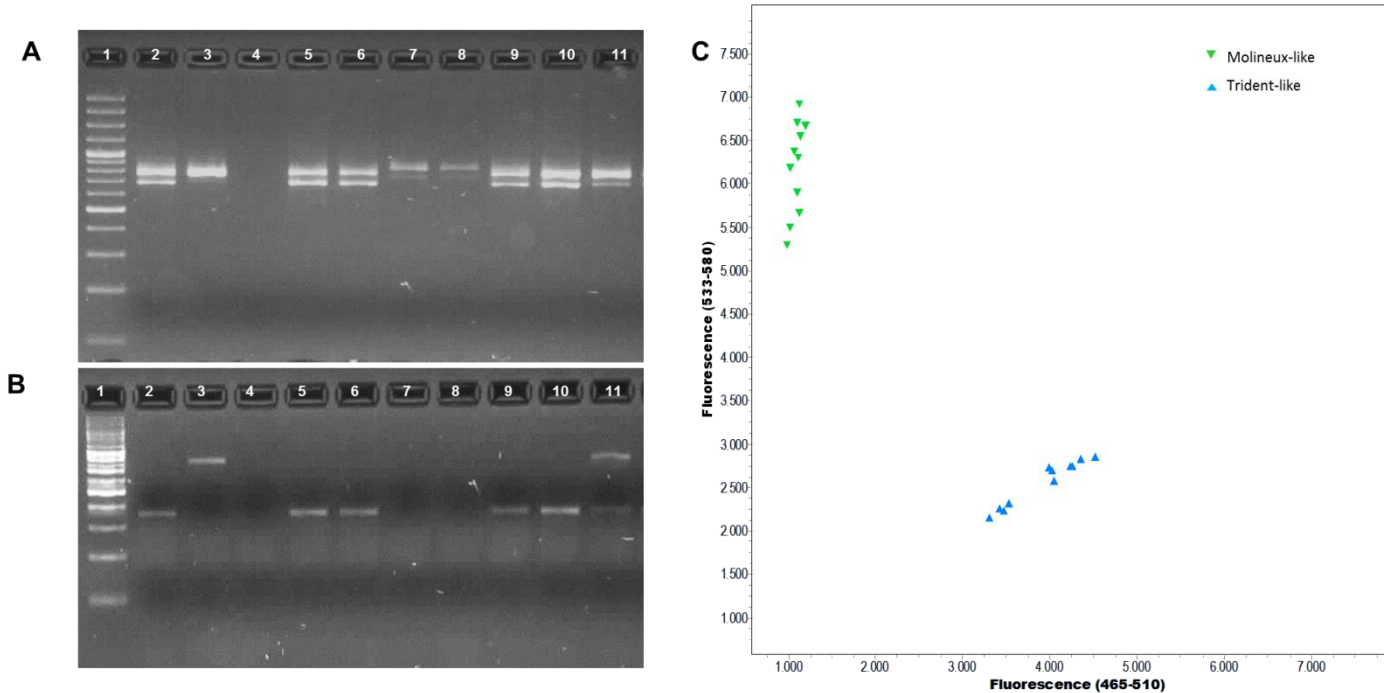 A
1 2 3 4 5 6 7 8 9 10 11
B
1 2 3 4 5 6 7 8 9 10 11
C
Molineux-like
Trident-like
7.500
7.000
6.500
6.000
5.500
5.000
4.500
4.000
3.500
3.000
2.500
2.000
1.500
1.000
Fluorescence (533-580)
1.000 2.000 3.000 4.000 5.000 6.000 7.000
Fluorescence (465-510)